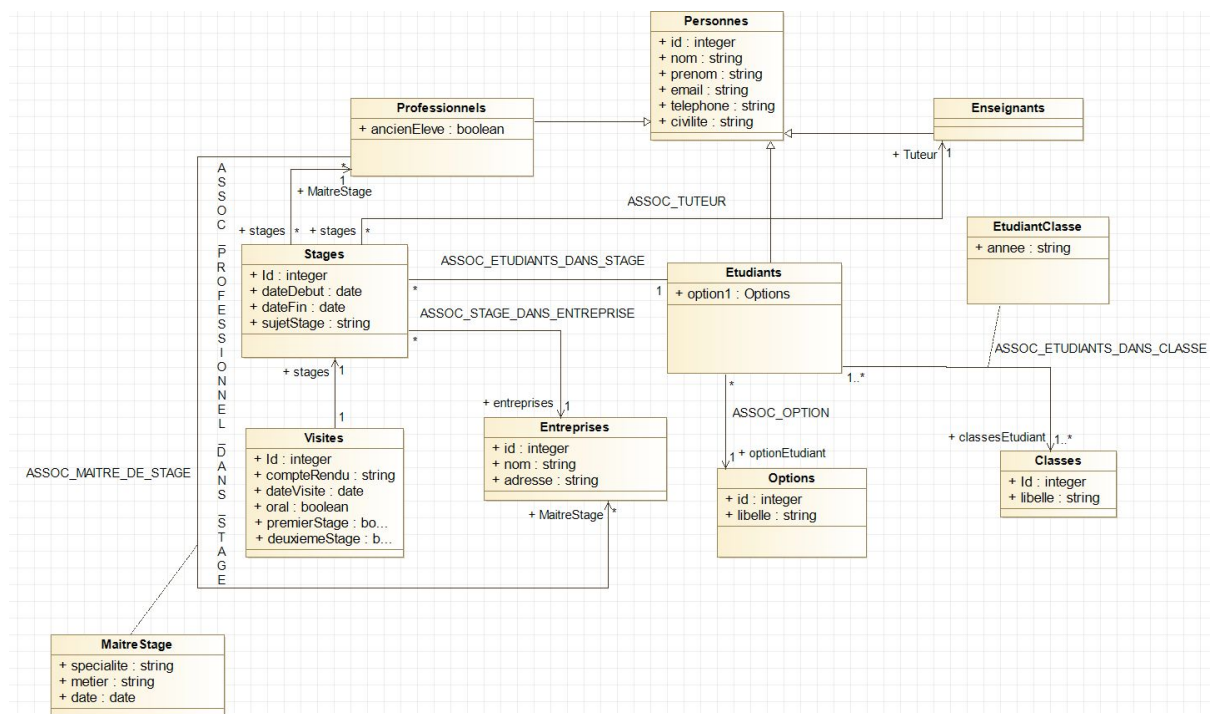 Personnes
+ id : integer
+ nom : string
+ prenom : string
+ email : string
+ telephone : string
+ civilite : string
Professionnels
+ ancienEleve : boolean
Enseignants
+ Tuteur 1
*
1
+ MaitreStage
ASSOC_TUTEUR
+ stages * + stages *
EtudiantClasse
+ annee : string
Stages
+ Id : integer
+ dateDebut : date
+ dateFin : date
+ sujetStage : string
ASSOC_ETUDIANTS_DANS_STAGE
* 1
Etudiants
+ option1 : Options
ASSOC_STAGE_DANS_ENTREPRISE
*
ASSOC_ETUDIANTS_DANS_CLASSE
1..*
+ stages 1
1
*
ASSOC_OPTION
+ entreprises 1
+ classesEtudiant 1..*
Visites
+ Id : integer
+ compteRendu : string
+ dateVisite : date
+ oral : boolean
+ premierStage : bo...
+ deuxiemeStage : b...
Entreprises
+ id : integer
+ nom : string
+ adresse : string
1 + optionEtudiant
Options
+ id : integer
+ libelle : string
Classes
+ Id : integer
+ libelle : string
+ MaitreStage *
ASSOC_PROFESSIONNEL_DANS_STAGE
ASSOC_MAITRE_DE_STAGE
MaitreStage
+ specialite : string
+ metier : string
+ date : date